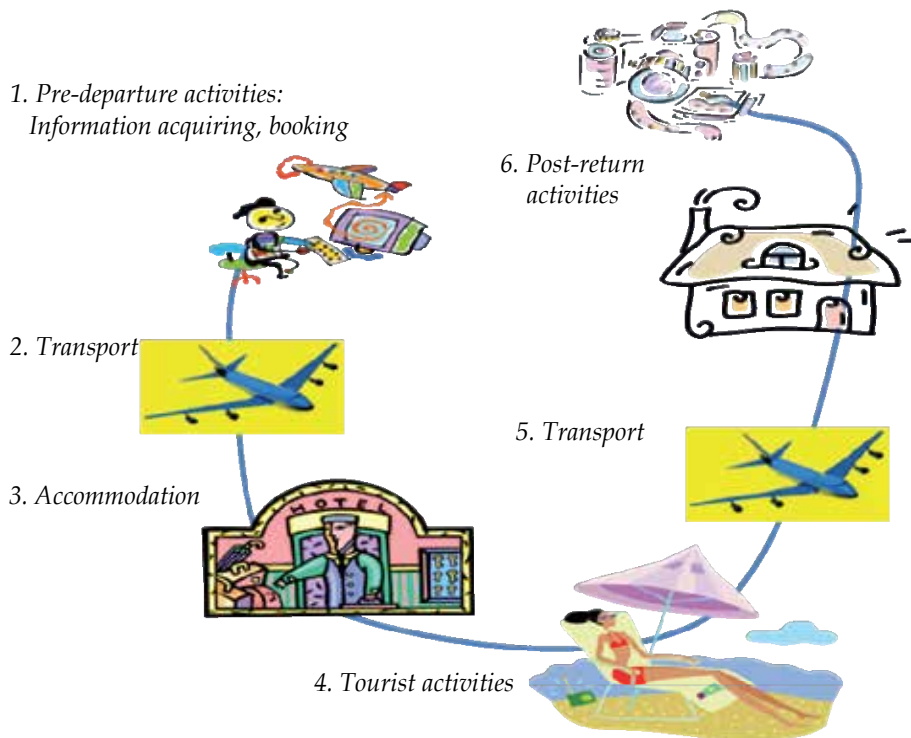 1. Pre-departure activities:
Information acquiring, booking
6. Post-return
activities
2. Transport
5. Transport
3. Accommodation
HOTEL
4. Tourist activities